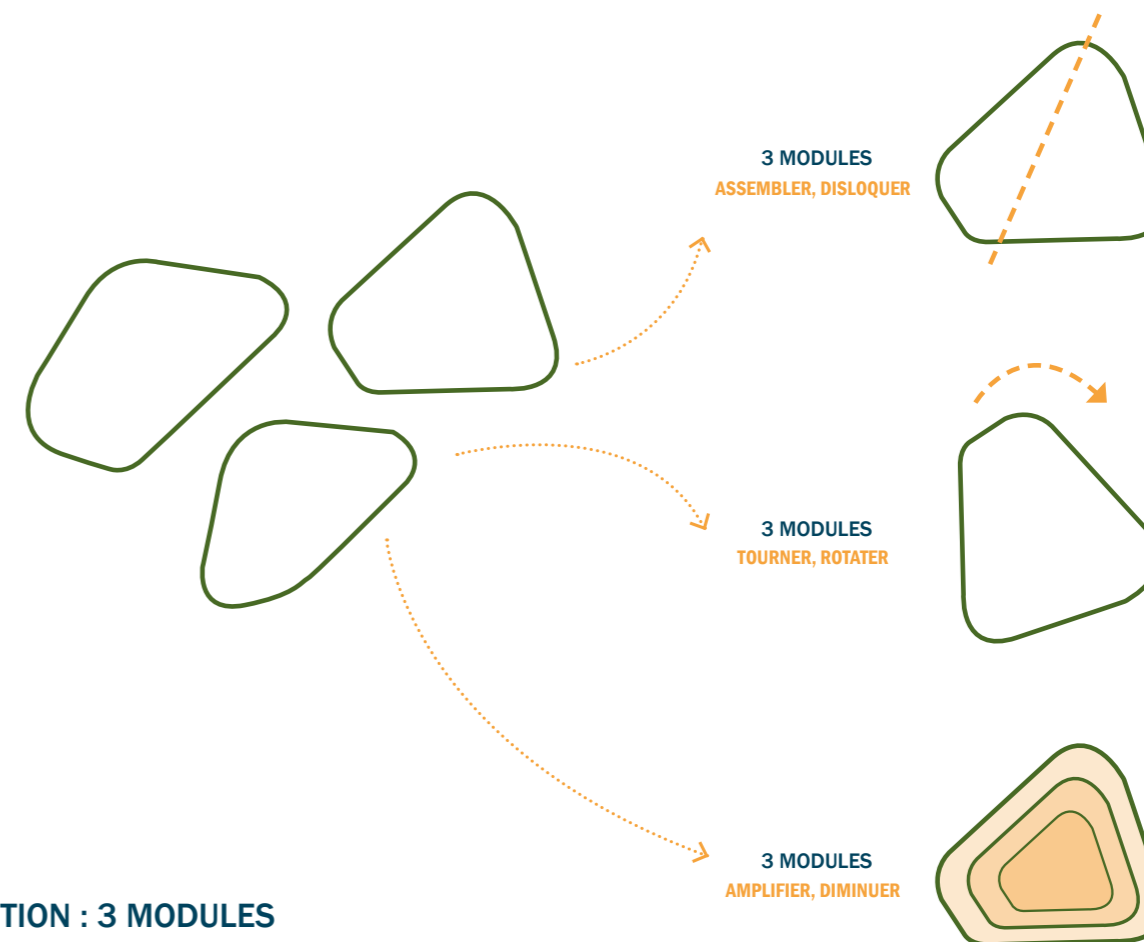 3 MODULES
ASSEMBLER, DISLOQUER
3 MODULES
TOURNER, ROTATER
3 MODULES
AMPLIFIER, DIMINUER
TION : 3 MODULES